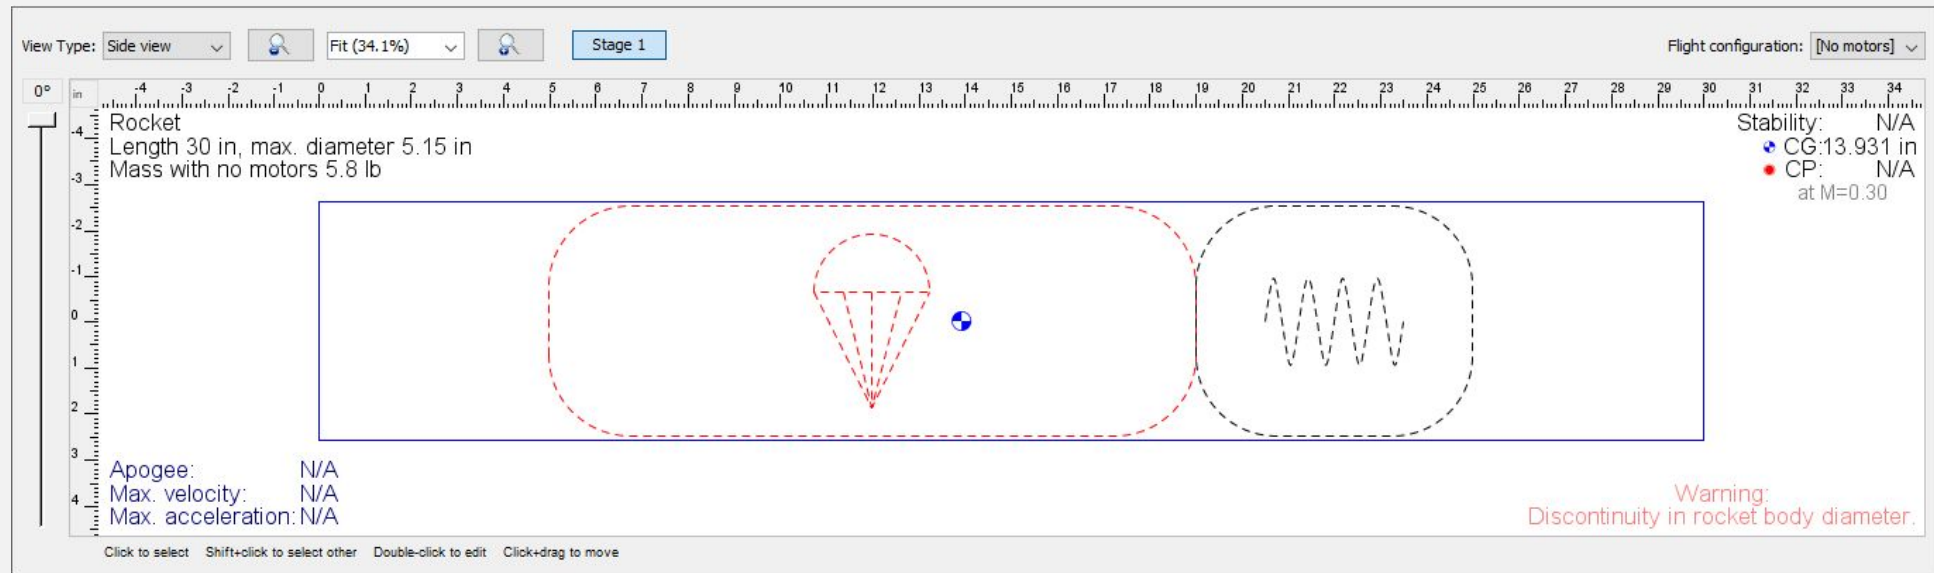 View Type: Side view Fit (34.1%) Stage 1 Flight configuration: [No motors]
0° in -4 -3 -2 -1 0 1 2 3 4 5 6 7 8 9 10 11 12 13 14 15 16 17 18 19 20 21 22 23 24 25 26 27 28 29 30 31 32 33 34
Rocket
Length 30 in, max. diameter 5.15 in
Mass with no motors 5.8 lb
Stability: N/A
CG:13.931 in
CP: N/A
at M=0.30
-4
-3
-2
-1
0
1
2
3
4
Apogee: N/A
Max. velocity: N/A
Max. acceleration: N/A
Warning:
Discontinuity in rocket body diameter.
Click to select Shift+click to select other Double-click to edit Click+drag to move